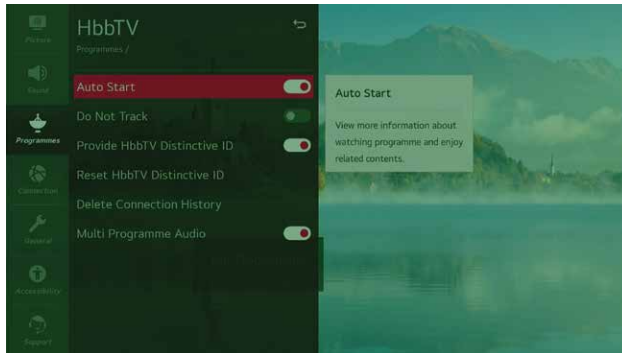 HbbTV
Programmes /
Picture
Sound
Programmes
Connection
General
Accessibility
Support
Auto Start
Do Not Track
Provide HbbTV Distinctive ID
Reset HbbTV Distinctive ID
Delete Connection History
Multi Programme Audio
Auto Start
View more information about
watching programme and enjoy
related contents.